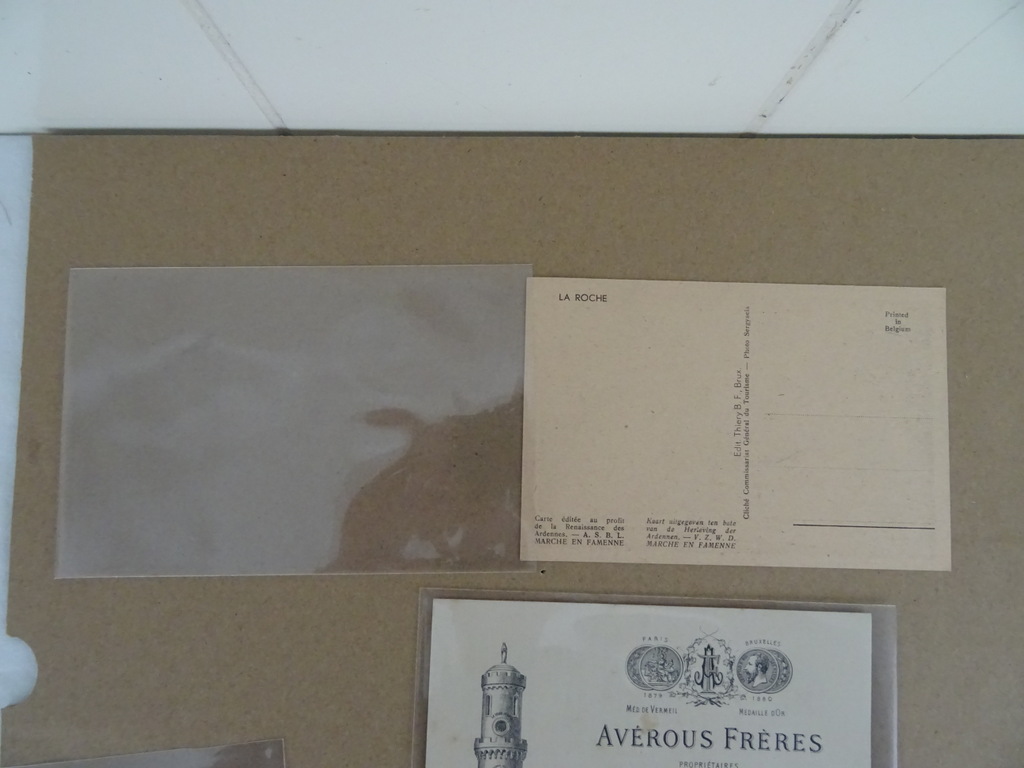 LA ROCHE
Printed
in
Belgium
Edit. Thiery B. F. Brux.
Cliché Commissariat Général du Tourisme — Photo Sergysels
Carte éditée au profit
de la Renaissance des
Ardennes. — A. S. B. L.
MARCHE EN FAMENNE
Kaart uitgegeven ten bate
van de Herleving der
Ardennen. — V. Z. W. D.
MARCHE EN FAMENNE
PARIS
BRUXELLES
1879
1880
MÉD. DE VERMEIL
MÉDAILLE D'OR
AVÉROUS FRÈRES
PROPRIÉTAIRES